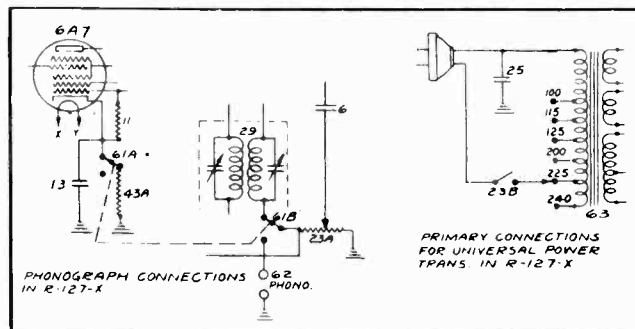 6A7
X
Y
11
61A
13
43A
29
6
61B
23A
62
PHONO.
PHONOGRAPH CONNECTIONS
IN R-127-X
25
100
115
125
200
225
240
23B
63
PRIMARY CONNECTIONS
FOR UNIVERSAL POWER
TRANS. IN R-127-X